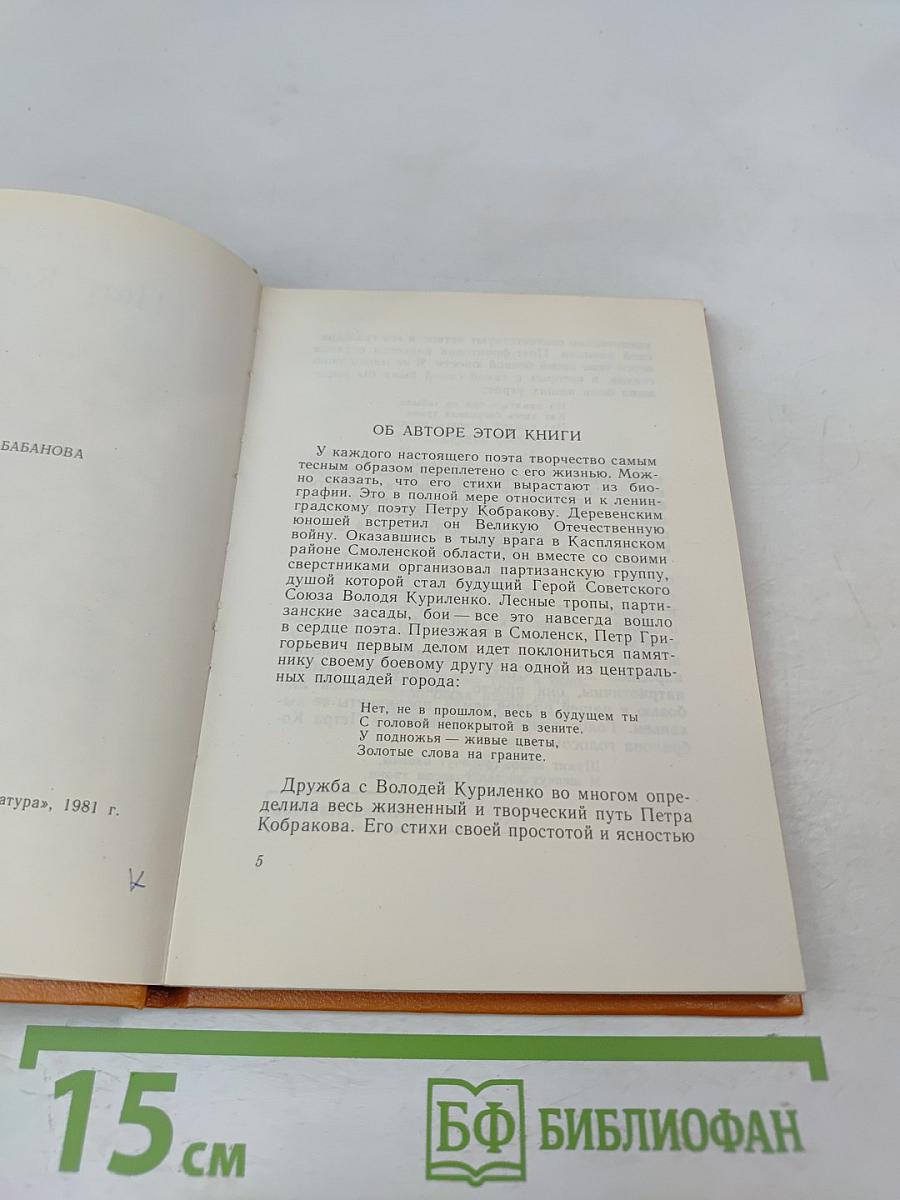 БАБАНОВА
атура», 1981 г.
К
ОБ АВТОРЕ ЭТОЙ КНИГИ
У каждого настоящего поэта творчество самым
тесным образом переплетено с его жизнью. Мож-
но сказать, что его стихи вырастают из био-
графии. Это в полной мере относится и к ленин-
градскому поэту Петру Кобракову. Деревенским
юношей встретил он Великую Отечественную
войну. Оказавшись в тылу врага в Касплянском
районе Смоленской области, он вместе со своими
сверстниками организовал партизанскую группу,
душой которой стал будущий Герой Советского
Союза Володя Куриленко. Лесные тропы, парти-
занские засады, бои — все это навсегда вошло
в сердце поэта. Приезжая в Смоленск, Петр Гри-
горьевич первым делом идет поклониться памят-
нику своему боевому другу на одной из централь-
ных площадей города:
Нет, не в прошлом, весь в будущем ты
С головой непокрытой в зените.
У подножья — живые цветы,
Золотые слова на граните.
Дружба с Володей Куриленко во многом опре-
делила весь жизненный и творческий путь Петра
Кобракова. Его стихи своей простотой и ясностью
5
15 см
БФ БИБЛИОФАН